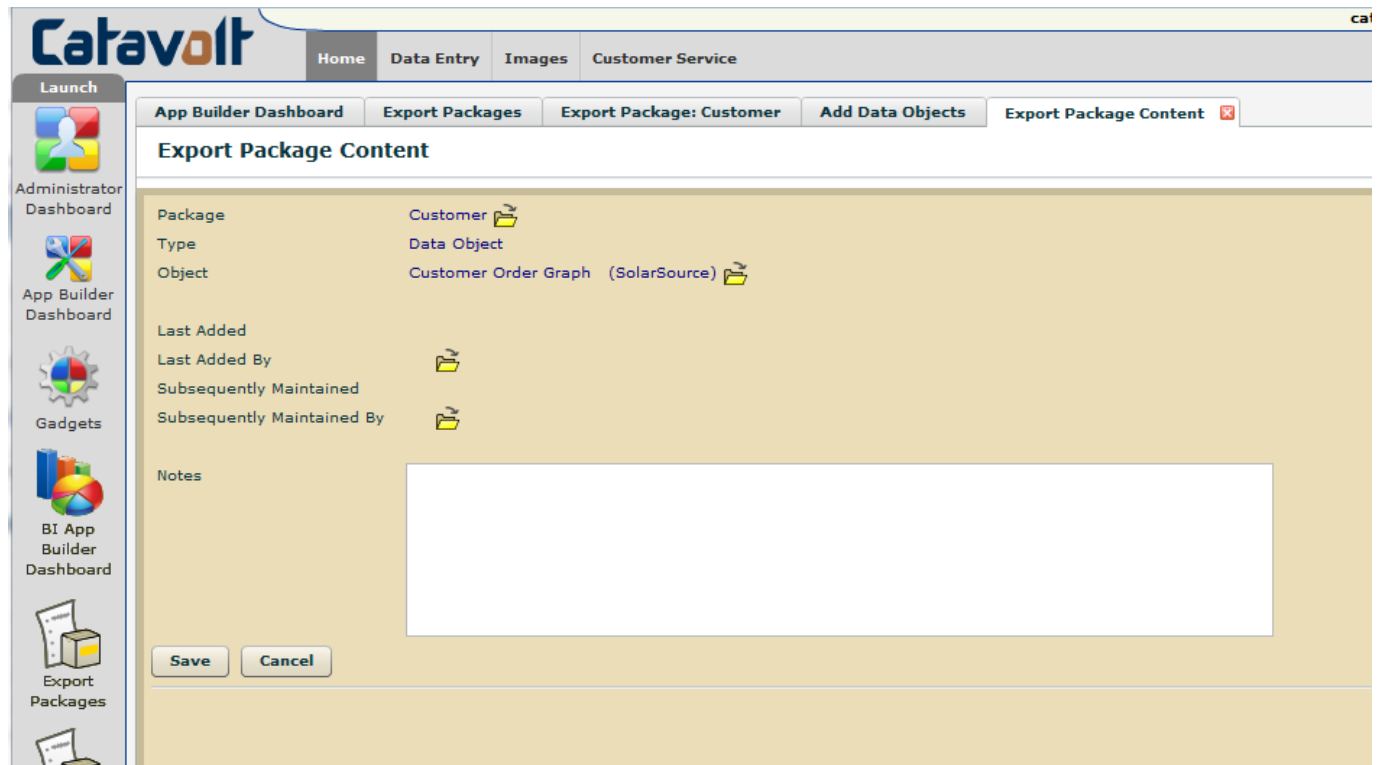 cat
Catavolt
Home Data Entry Images Customer Service
Launch
App Builder Dashboard Export Packages Export Package: Customer Add Data Objects Export Package Content
Export Package Content
Administrator
Dashboard
Package Customer
Type Data Object
Object Customer Order Graph (SolarSource)
App Builder
Dashboard
Last Added
Last Added By
Subsequently Maintained
Subsequently Maintained By
Gadgets
Notes
BI App
Builder
Dashboard
Save Cancel
Export
Packages